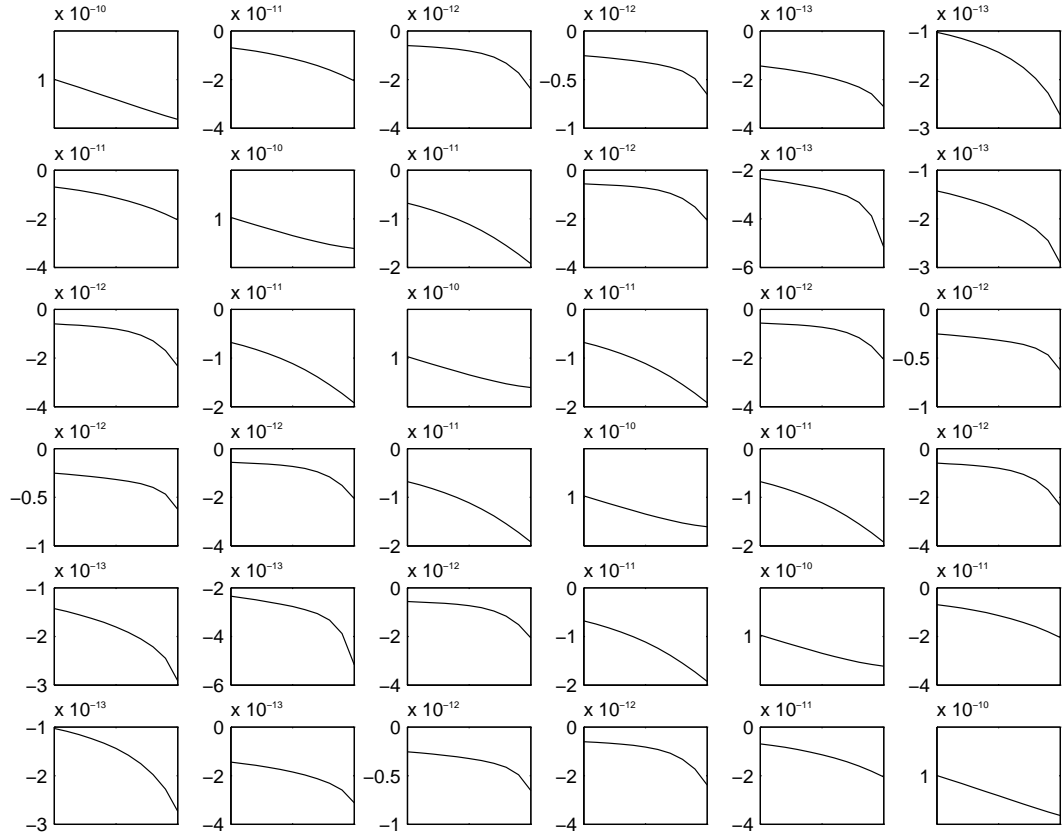 x 10⁻¹⁰ x 10⁻¹¹ x 10⁻¹² x 10⁻¹² x 10⁻¹³ x 10⁻¹³
0 0 0 0 −1
1 −2 −2 −0.5 −2 −2
−4 −4 −1 −4 −3
x 10⁻¹¹ x 10⁻¹⁰ x 10⁻¹¹ x 10⁻¹² x 10⁻¹³ x 10⁻¹³
0 0 0 −2 −1
−2 1 −1 −2 −4 −2
−4 −2 −4 −6 −3
x 10⁻¹² x 10⁻¹¹ x 10⁻¹⁰ x 10⁻¹¹ x 10⁻¹² x 10⁻¹²
0 0 0 0 0
−2 −1 1 −1 −2 −0.5
−4 −2 −2 −4 −1
x 10⁻¹² x 10⁻¹² x 10⁻¹¹ x 10⁻¹⁰ x 10⁻¹¹ x 10⁻¹²
0 0 0 0 0
−0.5 −2 −1 1 −1 −2
−1 −4 −2 −2 −4
x 10⁻¹³ x 10⁻¹³ x 10⁻¹² x 10⁻¹¹ x 10⁻¹⁰ x 10⁻¹¹
−1 −2 0 0 0
−2 −4 −2 −1 1 −2
−3 −6 −4 −2 −4
x 10⁻¹³ x 10⁻¹³ x 10⁻¹² x 10⁻¹² x 10⁻¹¹ x 10⁻¹⁰
−1 0 0 0 0
−2 −2 −0.5 −2 −2 1
−3 −4 −1 −4 −4